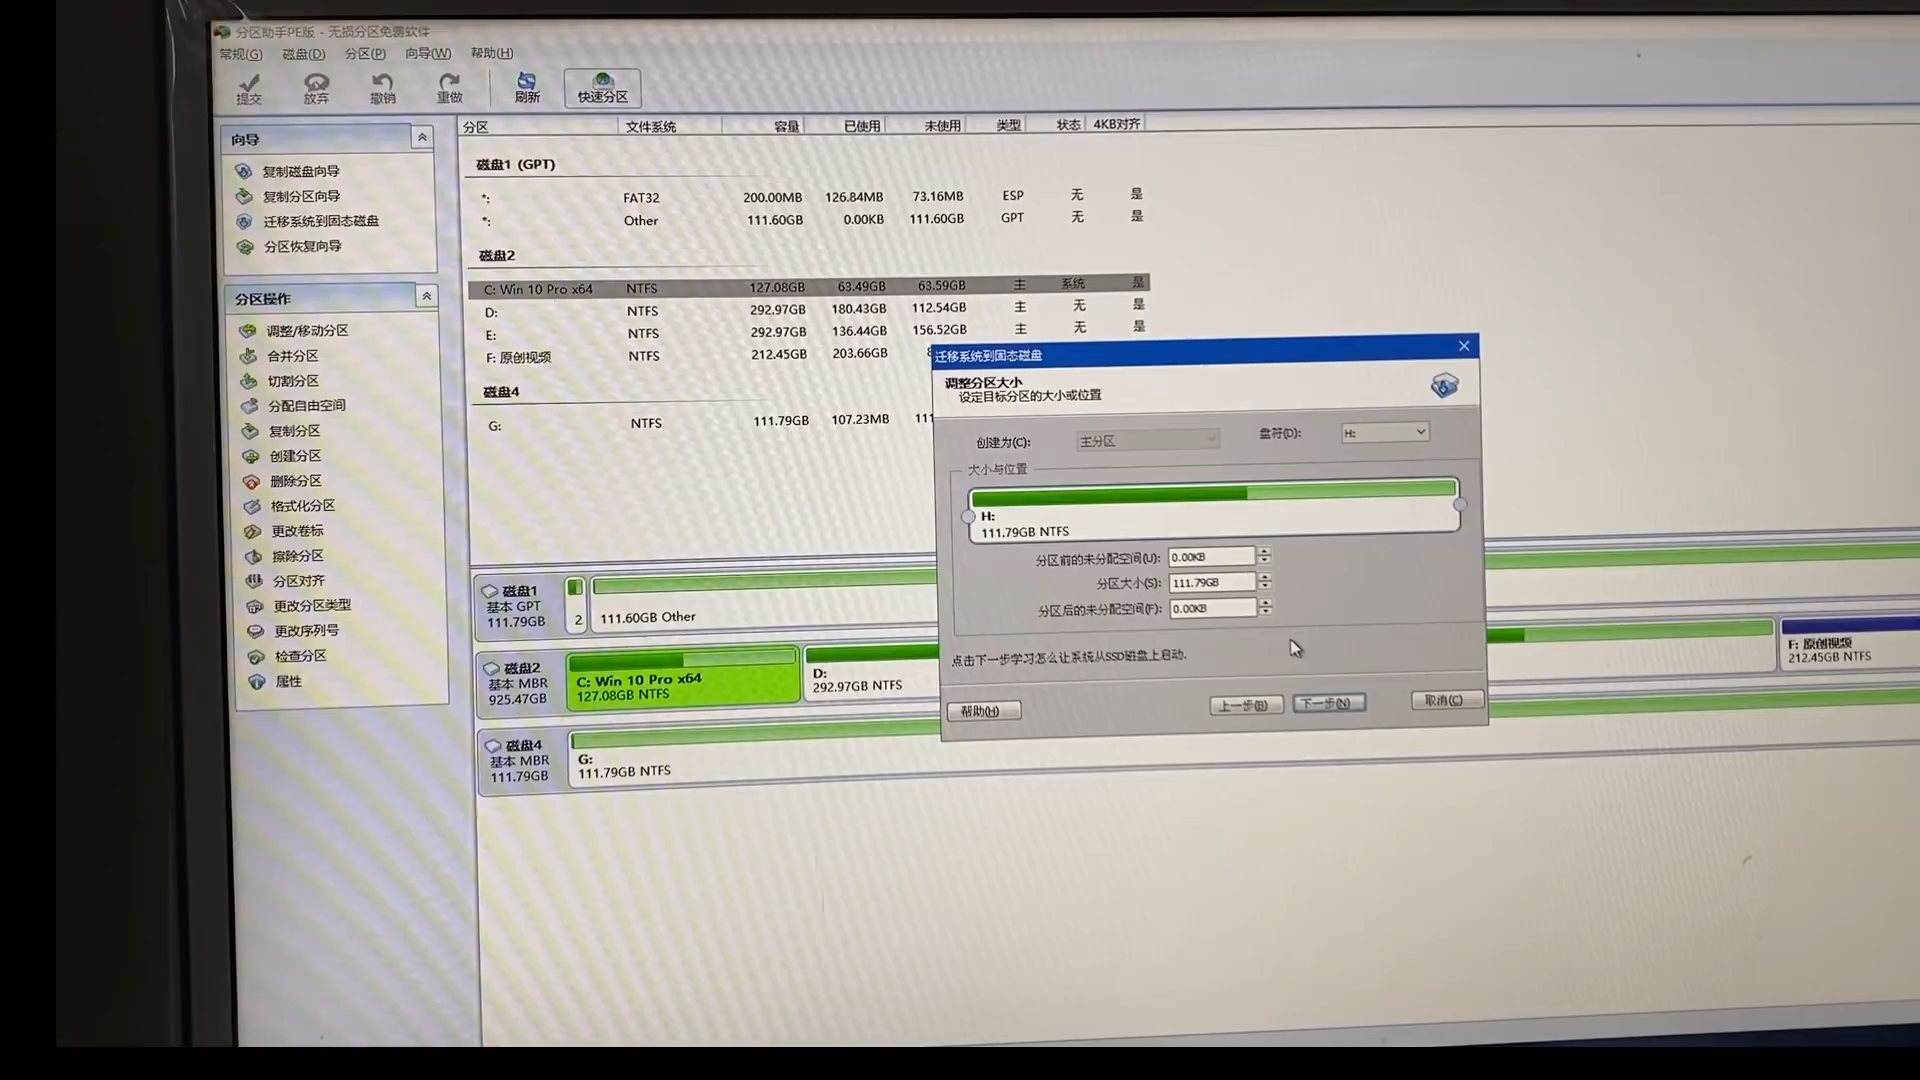 分区助手PE版 - 无损分区免费软件
常规(G) 磁盘(D) 分区(P) 向导(W) 帮助(H)
提交 放弃 撤销 重做 刷新 快速分区
向导
复制磁盘向导
复制分区向导
迁移系统到固态磁盘
分区恢复向导
分区操作
调整/移动分区
合并分区
切割分区
分配自由空间
复制分区
创建分区
删除分区
格式化分区
更改卷标
擦除分区
分区对齐
更改分区类型
更改序列号
检查分区
属性
分区 文件系统 容量 已使用 未使用 类型 状态 4KB对齐
磁盘1 (GPT)
*: FAT32 200.00MB 126.84MB 73.16MB ESP 无 是
*: Other 111.60GB 0.00KB 111.60GB GPT 无 是
磁盘2
C: Win 10 Pro x64 NTFS 127.08GB 63.49GB 63.59GB 主 系统 是
D: NTFS 292.97GB 180.43GB 112.54GB 主 无 是
E: NTFS 292.97GB 136.44GB 156.52GB 主 无 是
F: 原创视频 NTFS 212.45GB 203.66GB
磁盘4
G: NTFS 111.79GB 107.23MB
迁移系统到固态磁盘
调整分区大小
设定目标分区的大小或位置
创建为(C): 主分区 盘符(D): H:
大小与位置
H:
111.79GB NTFS
分区前的未分配空间(U): 0.00KB
分区大小(S): 111.79GB
分区后的未分配空间(F): 0.00KB
点击下一步学习怎么让系统从SSD磁盘上启动.
帮助(H) 上一步(B) 下一步(N) 取消(C)
磁盘1
基本 GPT
111.79GB
2
111.60GB Other
磁盘2
基本 MBR
925.47GB
C: Win 10 Pro x64
127.08GB NTFS
D:
292.97GB NTFS
F: 原创视频
212.45GB NTFS
磁盘4
基本 MBR
111.79GB
G:
111.79GB NTFS